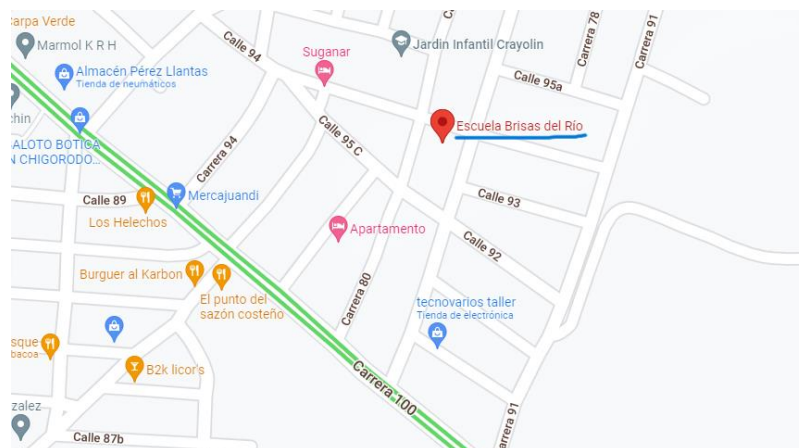 Carpa Verde
Marmol K R H
Almacén Pérez Llantas
Tienda de neumáticos
chin
ALOTO BOTICA
N CHIGORODO...
Calle 94
Suganar
Jardin Infantil Crayolin
Carrera 78
Carrera 91
Calle 95a
Escuela Brisas del Río
Calle 95 C
Carrera 94
Calle 89
Mercajuandi
Los Helechos
Calle 93
Apartamento
Calle 92
Burguer al Karbon
El punto del
sazón costeño
Carrera 80
tecnovarios taller
Tienda de electrónica
sque
bacoa
B2k licor's
Carrera 100
Carrera 91
zalez
Calle 87b